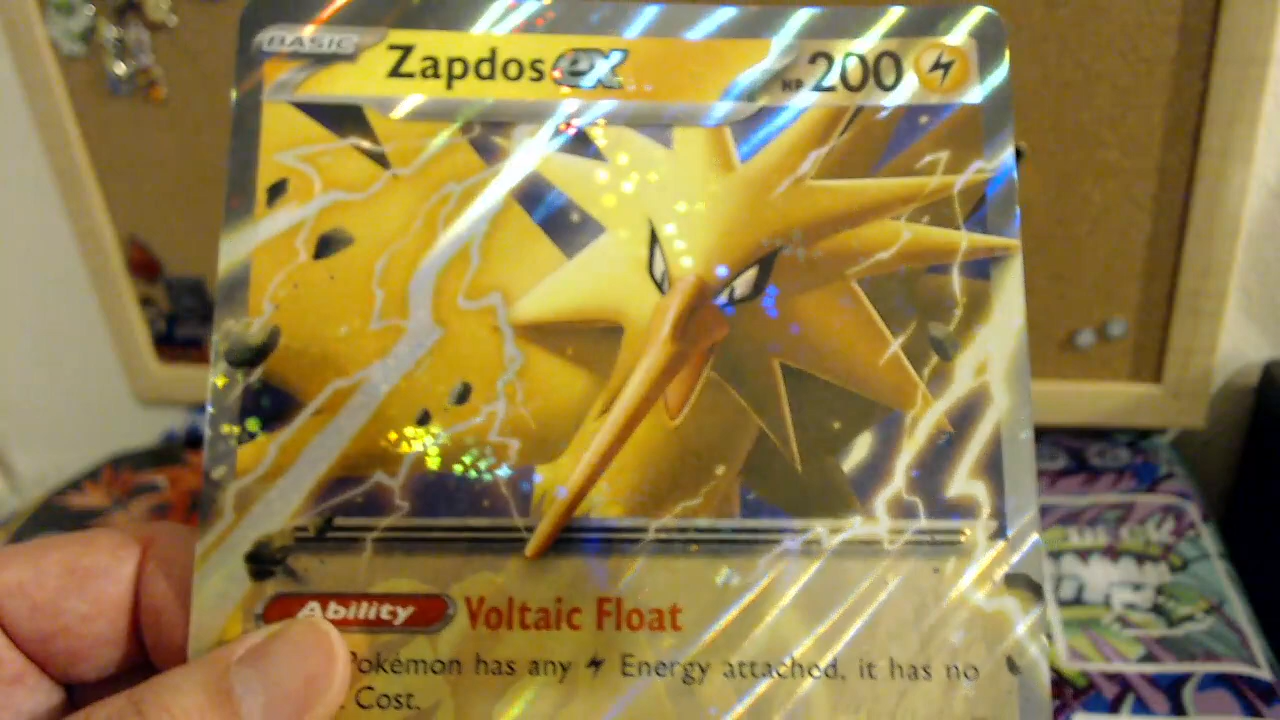 BASIC Zapdos ex HP 200
Ability Voltaic Float
Pokémon has any Energy attached, it has no
Cost.